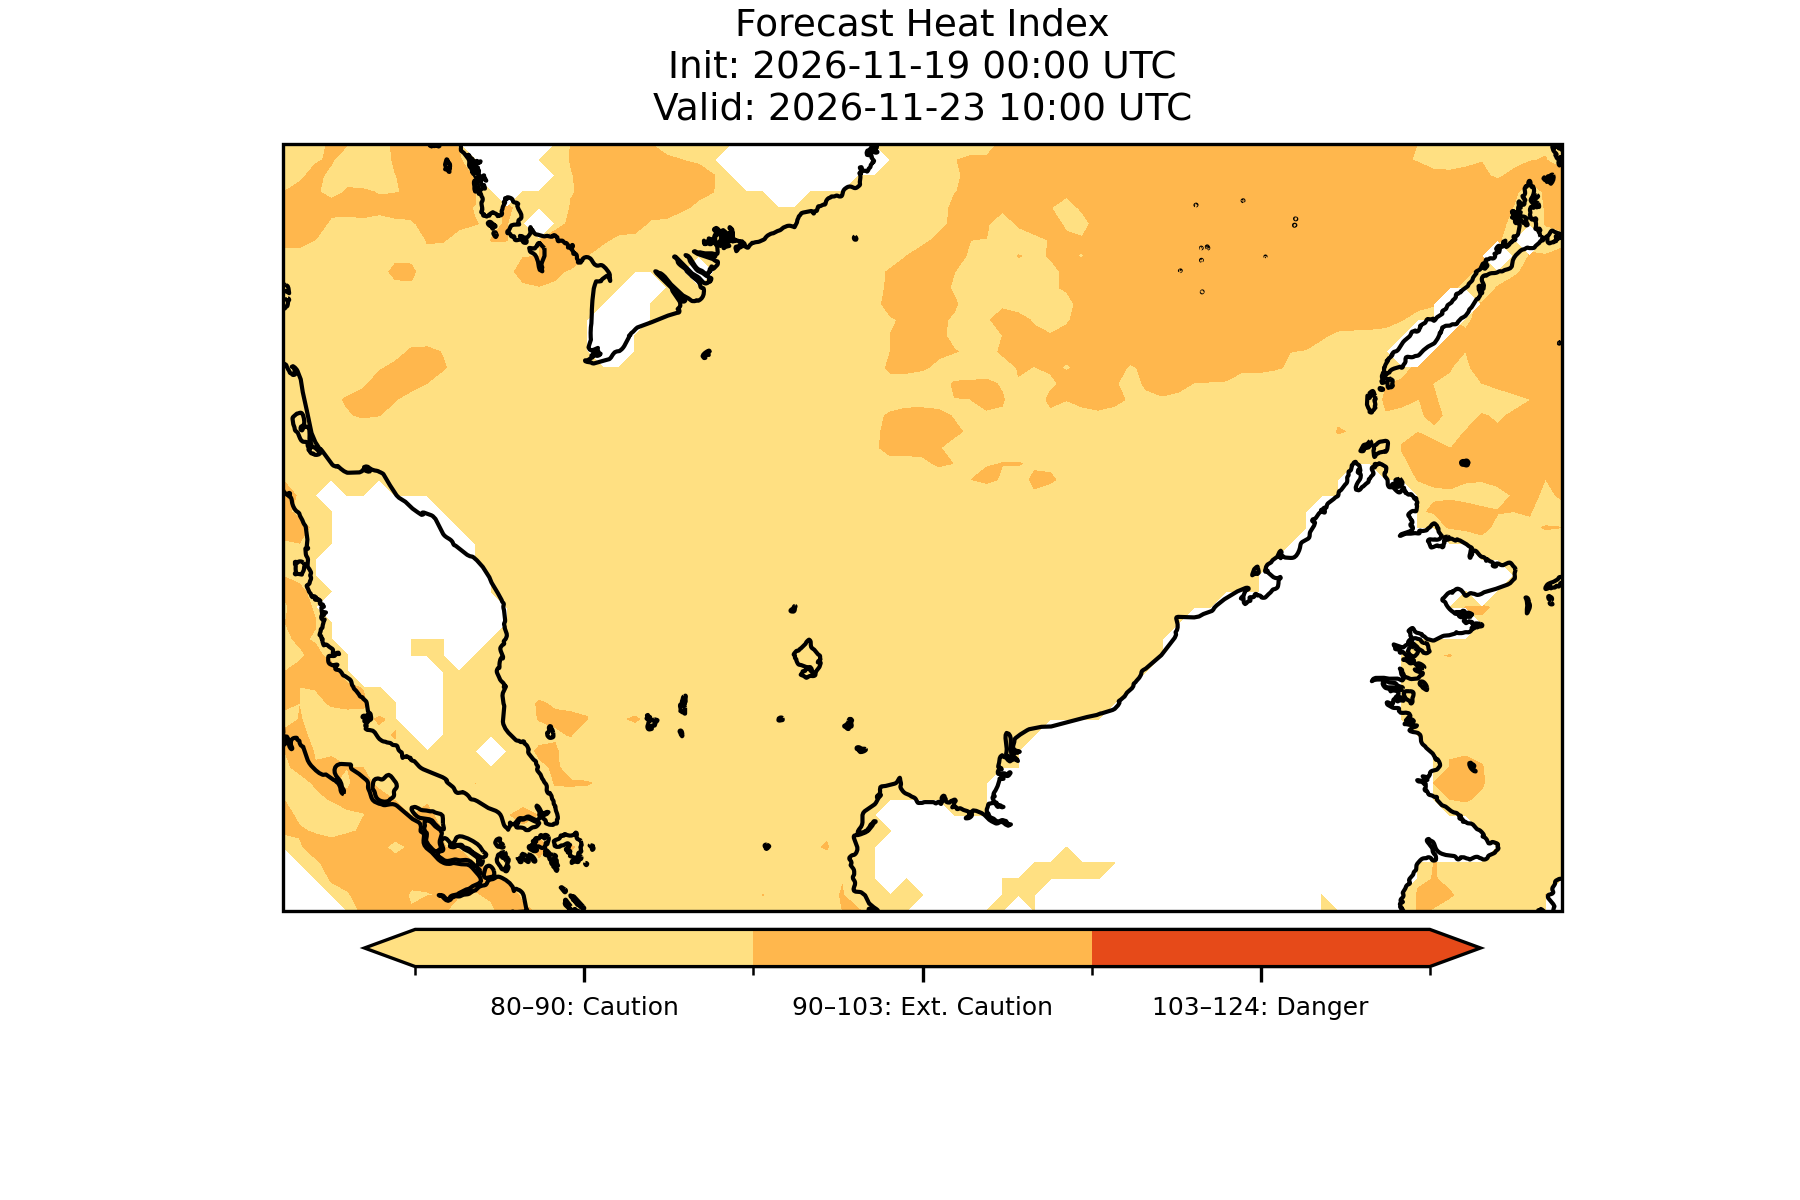 Forecast Heat Index
Init: 2026-11-19 00:00 UTC
Valid: 2026-11-23 10:00 UTC
80–90: Caution
90–103: Ext. Caution
103–124: Danger